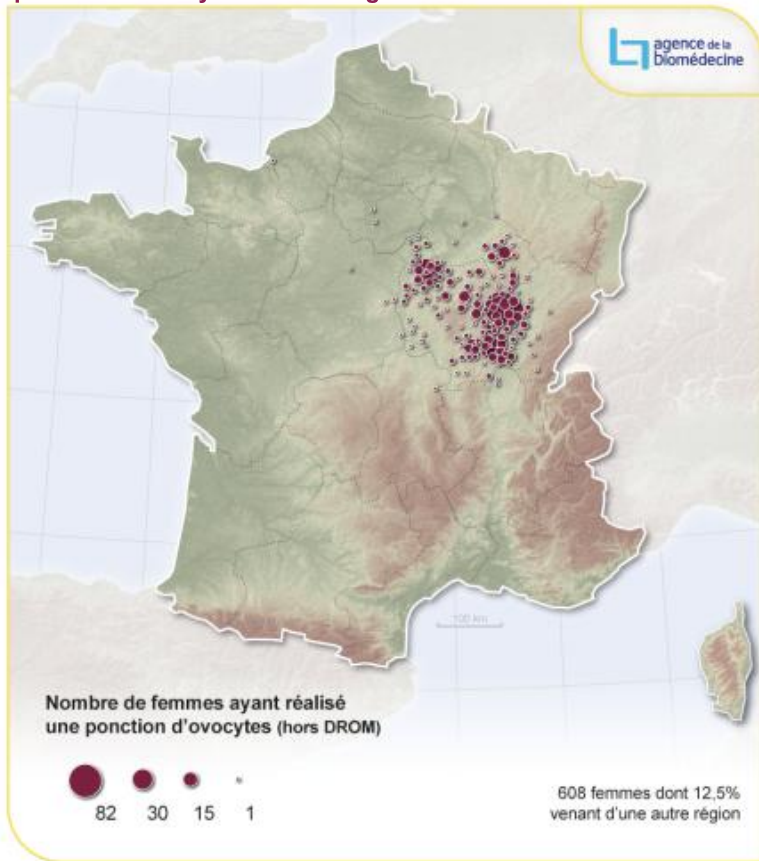 agence de la
biomédecine
100 km
Nombre de femmes ayant réalisé
une ponction d'ovocytes (hors DROM)
82 30 15 1
608 femmes dont 12,5%
venant d'une autre région